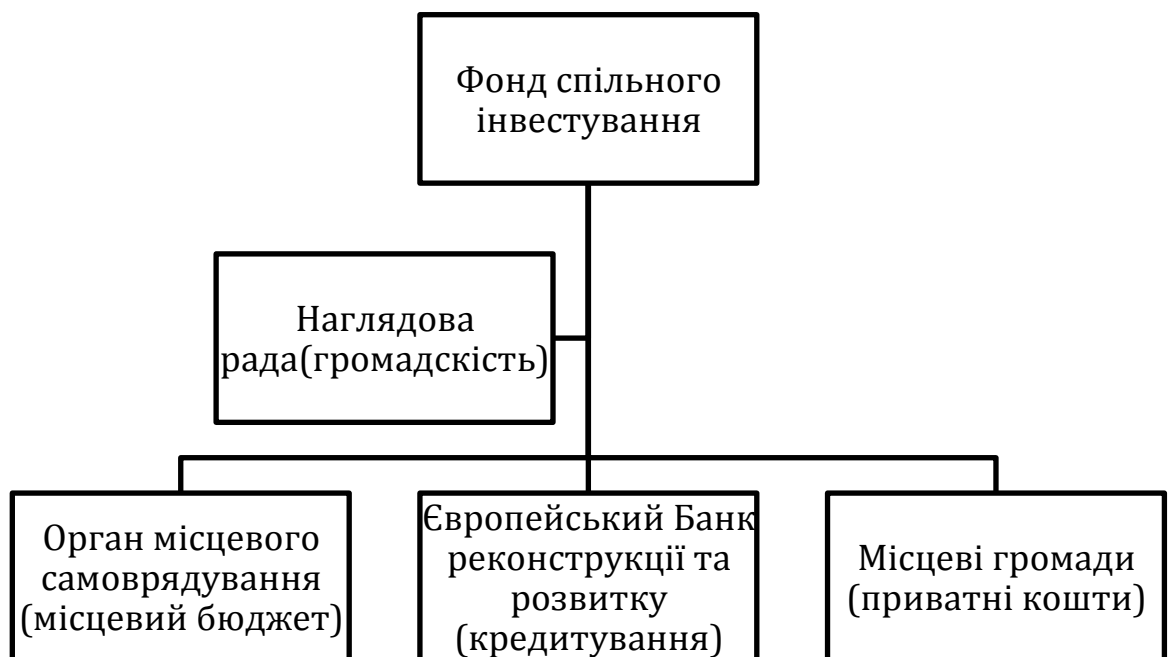 Фонд спільного
інвестування
Наглядова
рада(громадскість)
Орган місцевого
самоврядування
(місцевий бюджет)
Європейський Банк
реконструкції та
розвитку
(кредитування)
Місцеві громади
(приватні кошти)